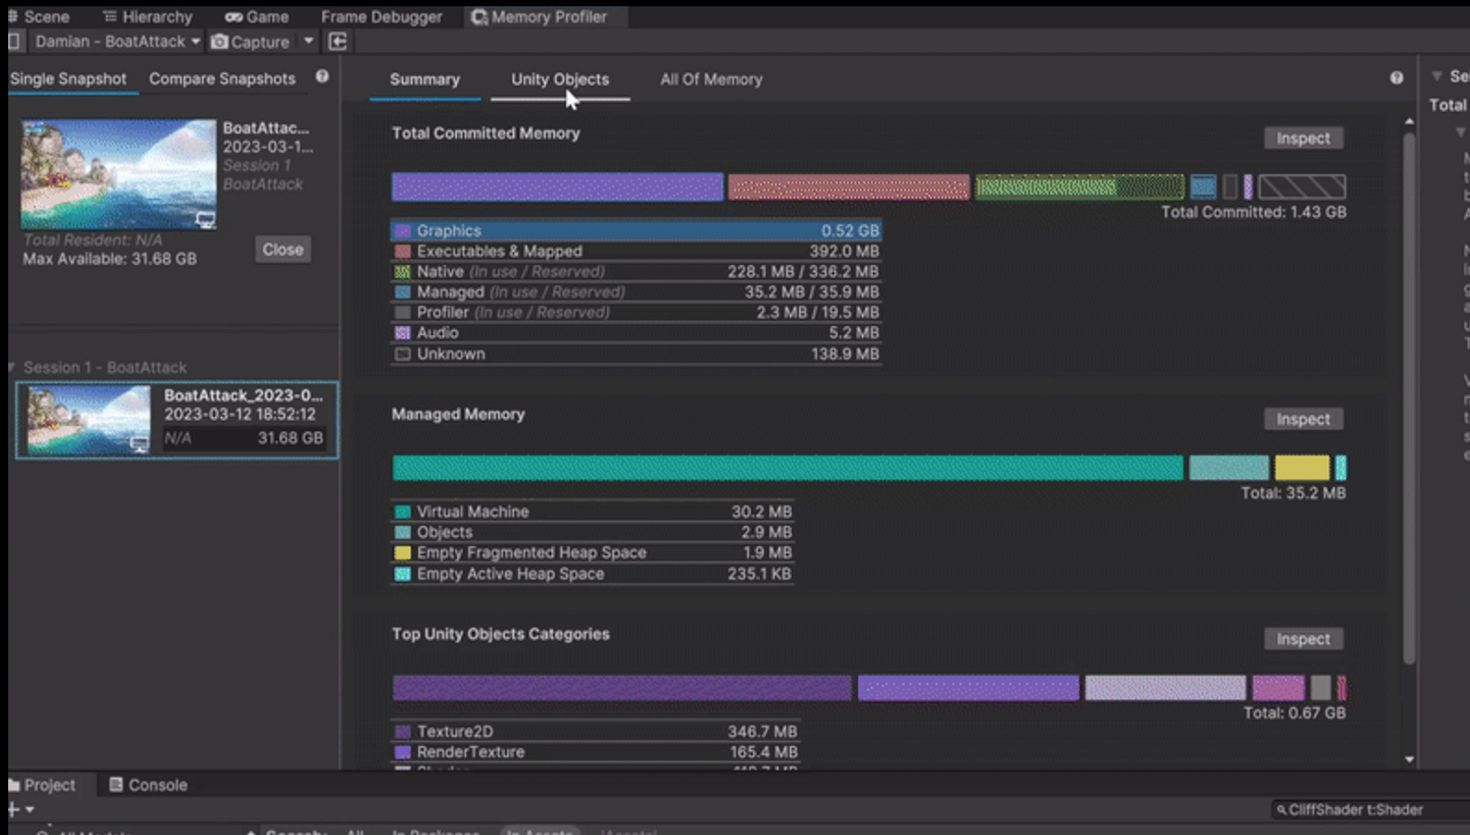 Scene Hierarchy Game Frame Debugger Memory Profiler
Damian - BoatAttack Capture
Single Snapshot Compare Snapshots
Summary Unity Objects All Of Memory
BoatAttac...
2023-03-1...
Session 1
BoatAttack
Total Resident: N/A
Max Available: 31.68 GB
Close
Session 1 - BoatAttack
BoatAttack_2023-0...
2023-03-12 18:52:12
N/A 31.68 GB
Total Committed Memory
Inspect
Total Committed: 1.43 GB
Graphics 0.52 GB
Executables & Mapped 392.0 MB
Native (In use / Reserved) 228.1 MB / 336.2 MB
Managed (In use / Reserved) 35.2 MB / 35.9 MB
Profiler (In use / Reserved) 2.3 MB / 19.5 MB
Audio 5.2 MB
Unknown 138.9 MB
Managed Memory
Inspect
Total: 35.2 MB
Virtual Machine 30.2 MB
Objects 2.9 MB
Empty Fragmented Heap Space 1.9 MB
Empty Active Heap Space 235.1 KB
Top Unity Objects Categories
Inspect
Total: 0.67 GB
Texture2D 346.7 MB
RenderTexture 165.4 MB
Se
Total
Project Console
CliffShader t:Shader